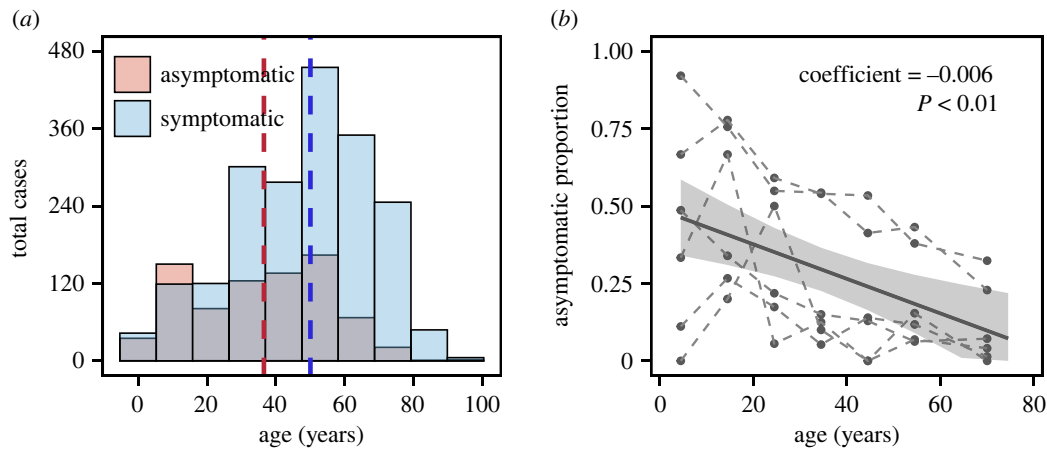 (a)
480
360
240
120
0
total cases
asymptomatic
symptomatic
0
20
40
60
80
100
age (years)
(b)
1.00
0.75
0.50
0.25
0
asymptomatic proportion
coefficient = –0.006
P < 0.01
0
20
40
60
80
age (years)